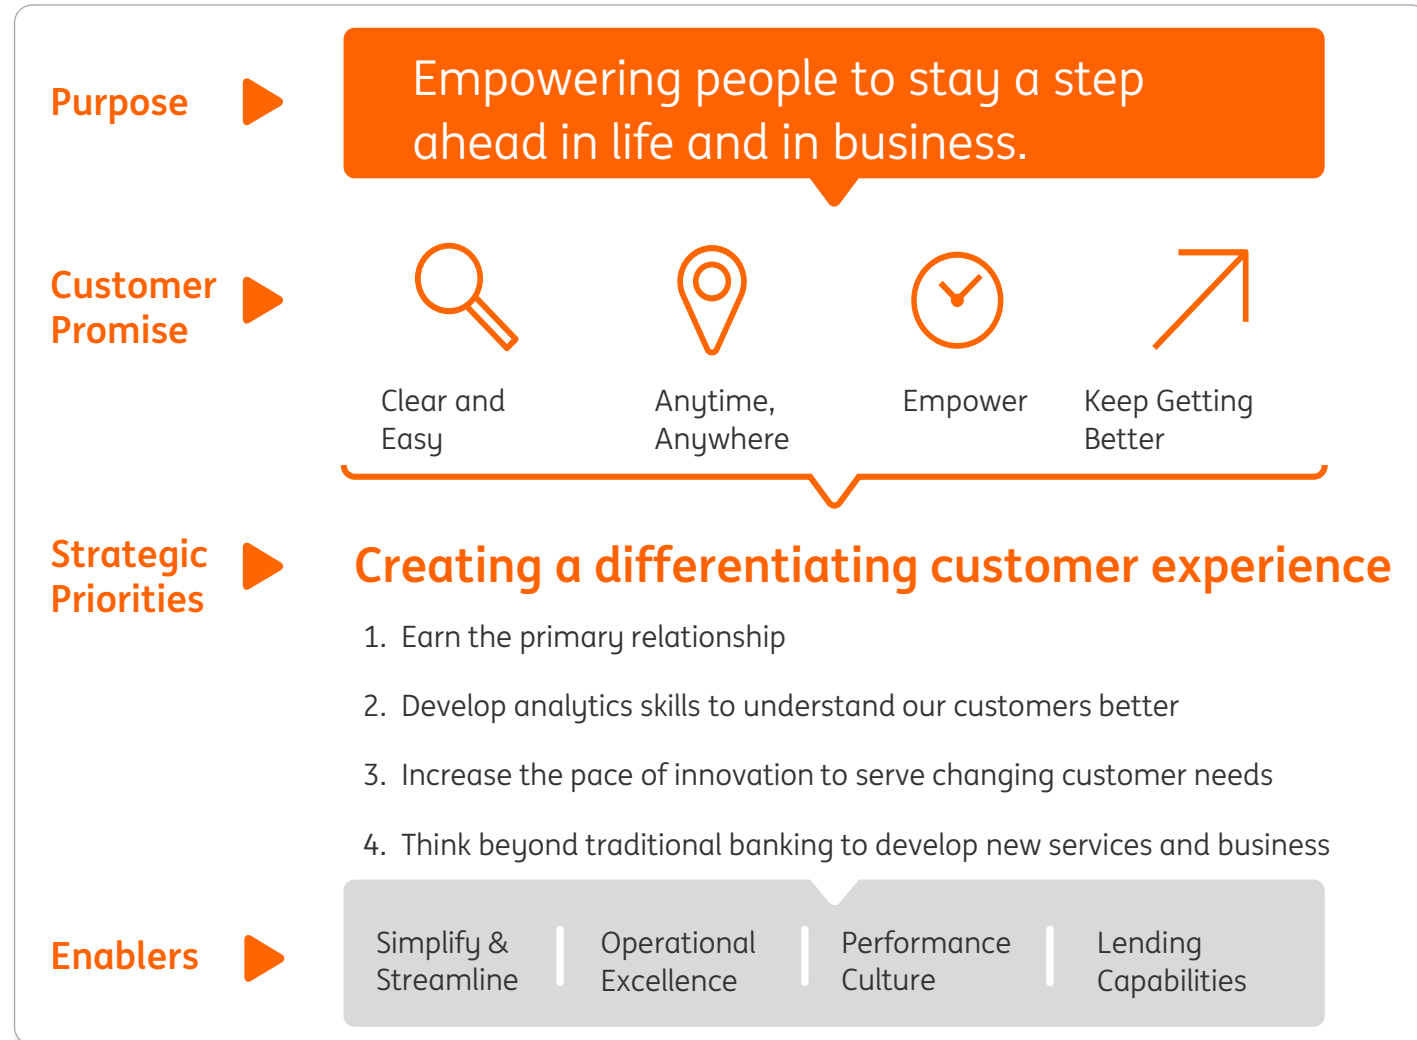 Purpose
Empowering people to stay a step
ahead in life and in business.
Customer
Promise
Clear and
Easy
Anytime,
Anywhere
Empower
Keep Getting
Better
Strategic
Priorities
Creating a differentiating customer experience
1. Earn the primary relationship
2. Develop analytics skills to understand our customers better
3. Increase the pace of innovation to serve changing customer needs
4. Think beyond traditional banking to develop new services and business
Enablers
Simplify &
Streamline
Operational
Excellence
Performance
Culture
Lending
Capabilities